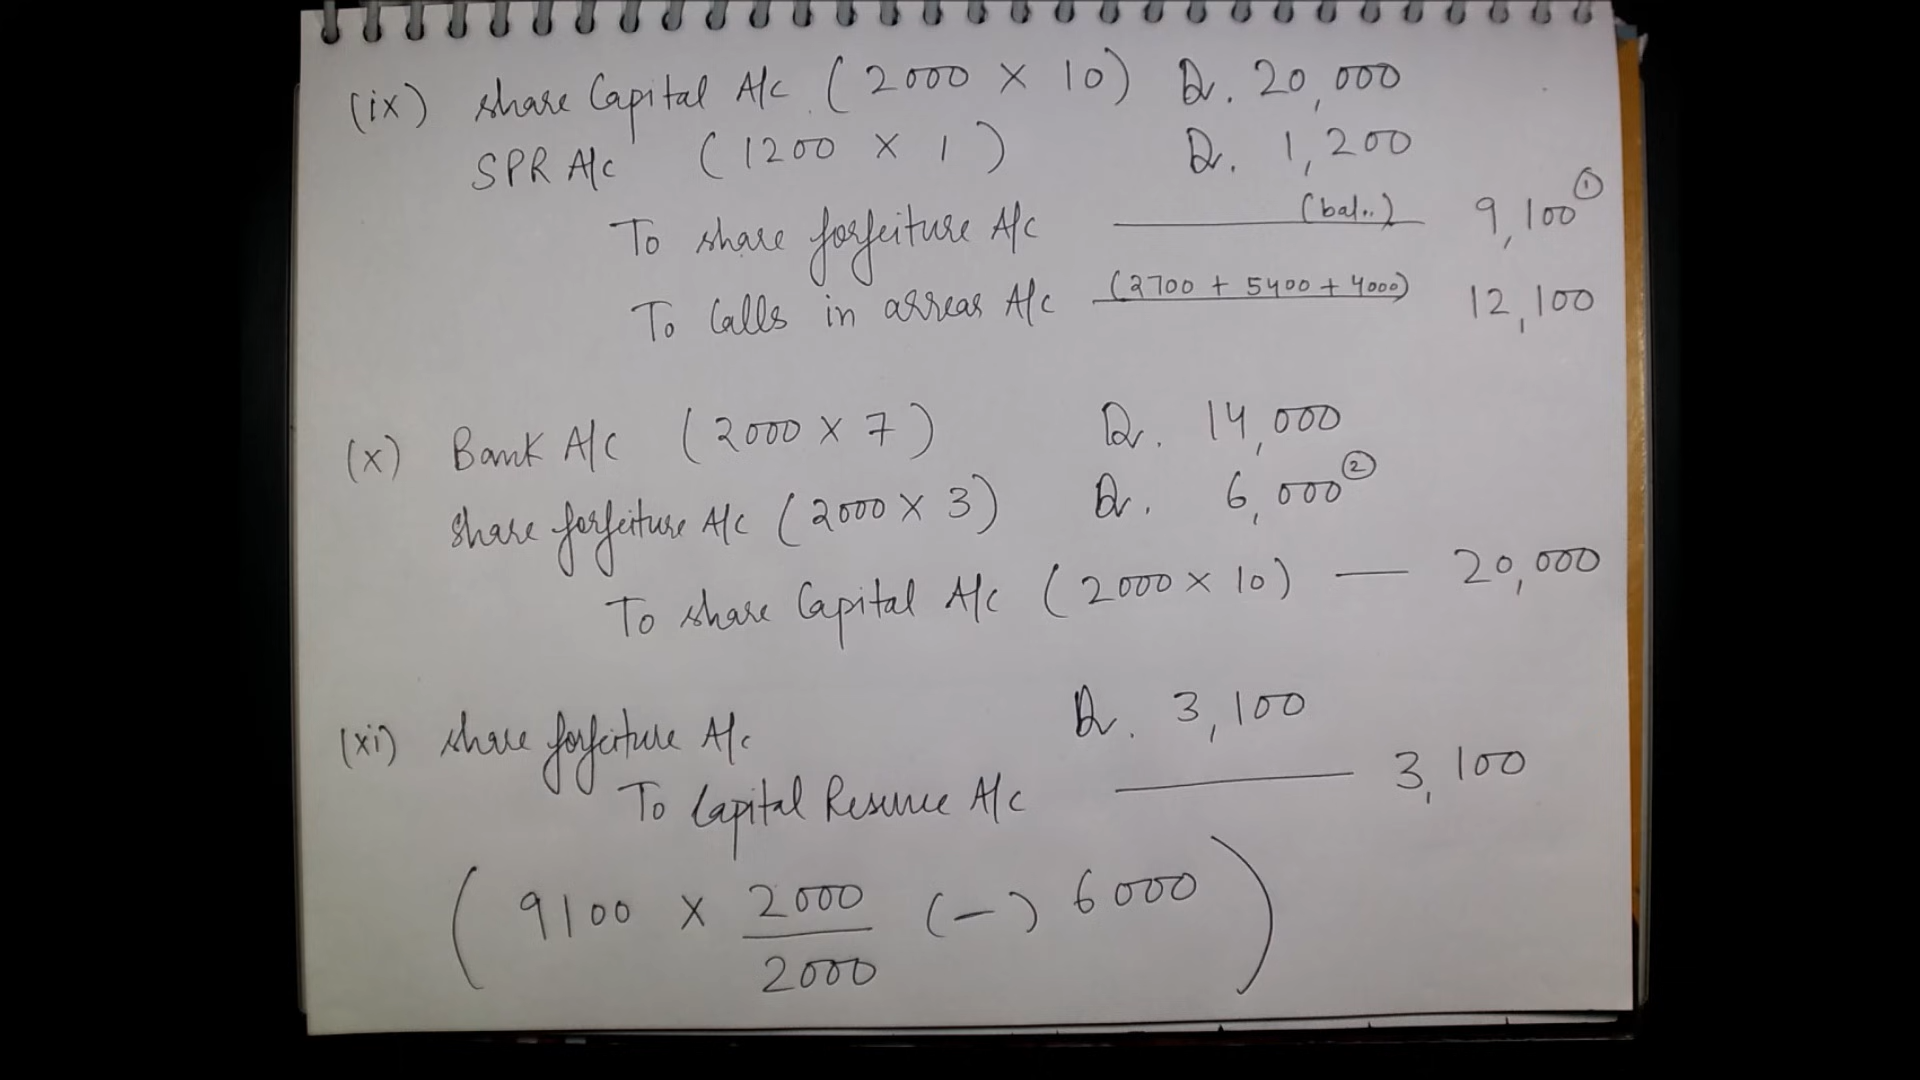 (ix) Share Capital A/c (2000 × 10) Dr. 20,000
SPR A/c (1200 × 1) Dr. 1,200
To share forfeiture A/c (bal..) 9,100 ①
To Calls in arrears A/c (2700 + 5400 + 4000) 12,100
(x) Bank A/c (2000 × 7) Dr. 14,000
Share forfeiture A/c (2000 × 3) Dr. 6,000 ②
To share Capital A/c (2000 × 10) — 20,000
(xi) Share forfeiture A/c Dr. 3,100
To Capital Reserve A/c — 3,100
(9100 × 2000/2000 (-) 6000)